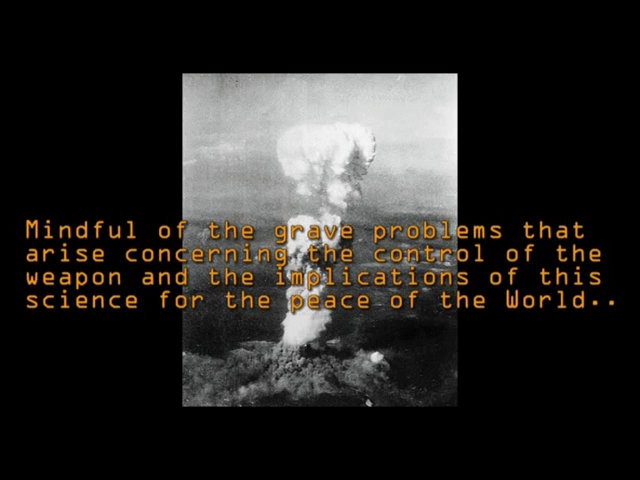 Mindful of the grave problems that
arise concerning the control of the
weapon and the implications of this
science for the peace of the World..